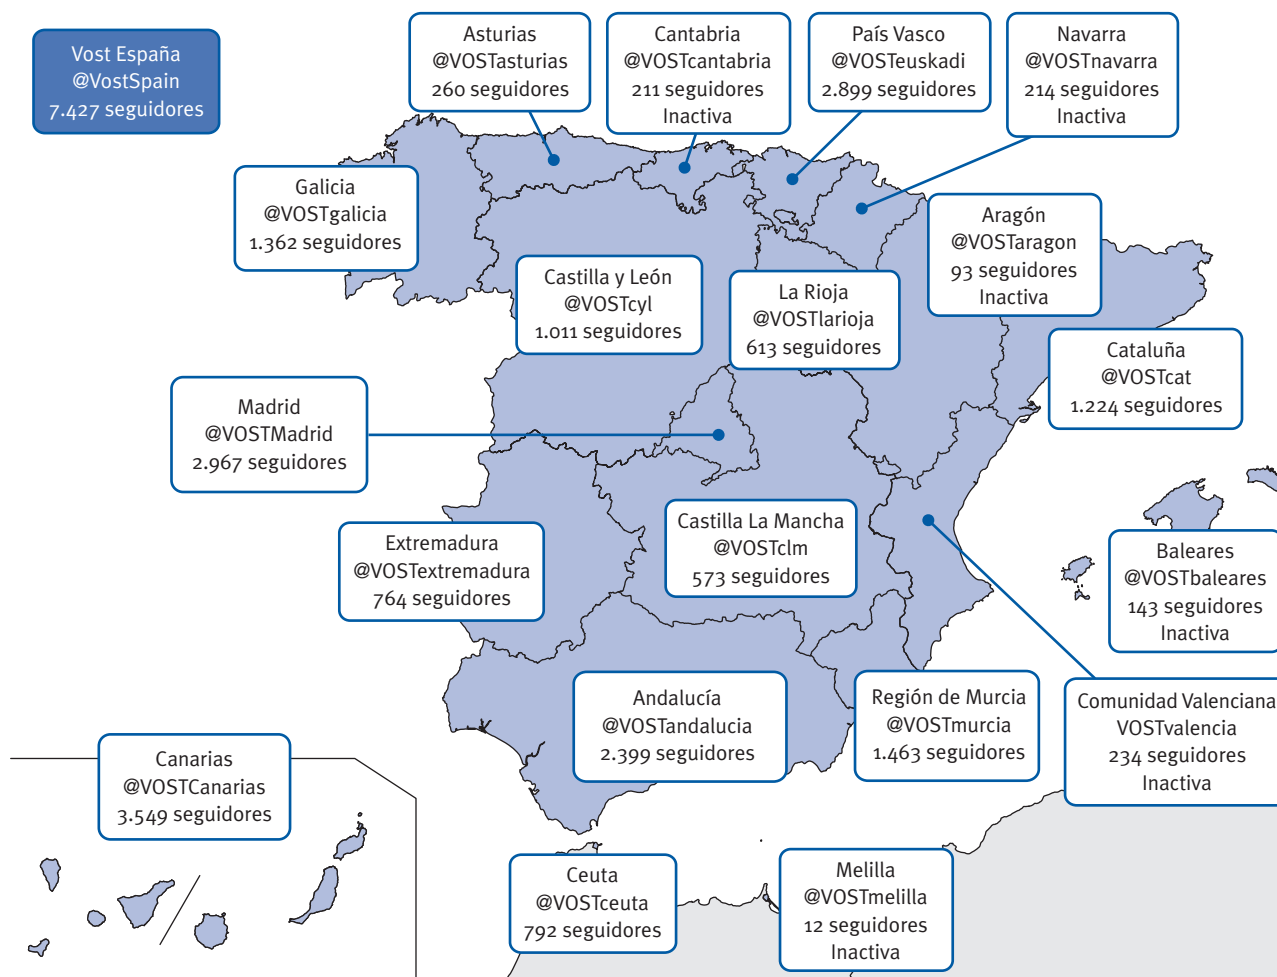 Vost España
@VostSpain
7.427 seguidores
Asturias
@VOSTasturias
260 seguidores
Cantabria
@VOSTcantabria
211 seguidores
Inactiva
País Vasco
@VOSTeuskadi
2.899 seguidores
Navarra
@VOSTnavarra
214 seguidores
Inactiva
Galicia
@VOSTgalicia
1.362 seguidores
Aragón
@VOSTaragon
93 seguidores
Inactiva
Castilla y León
@VOSTcyl
1.011 seguidores
La Rioja
@VOSTlarioja
613 seguidores
Cataluña
@VOSTcat
1.224 seguidores
Madrid
@VOSTMadrid
2.967 seguidores
Castilla La Mancha
@VOSTclm
573 seguidores
Extremadura
@VOSTextremadura
764 seguidores
Baleares
@VOSTbaleares
143 seguidores
Inactiva
Andalucía
@VOSTandalucia
2.399 seguidores
Región de Murcia
@VOSTmurcia
1.463 seguidores
Comunidad Valenciana
VOSTvalencia
234 seguidores
Inactiva
Canarias
@VOSTCanarias
3.549 seguidores
Ceuta
@VOSTceuta
792 seguidores
Melilla
@VOSTmelilla
12 seguidores
Inactiva